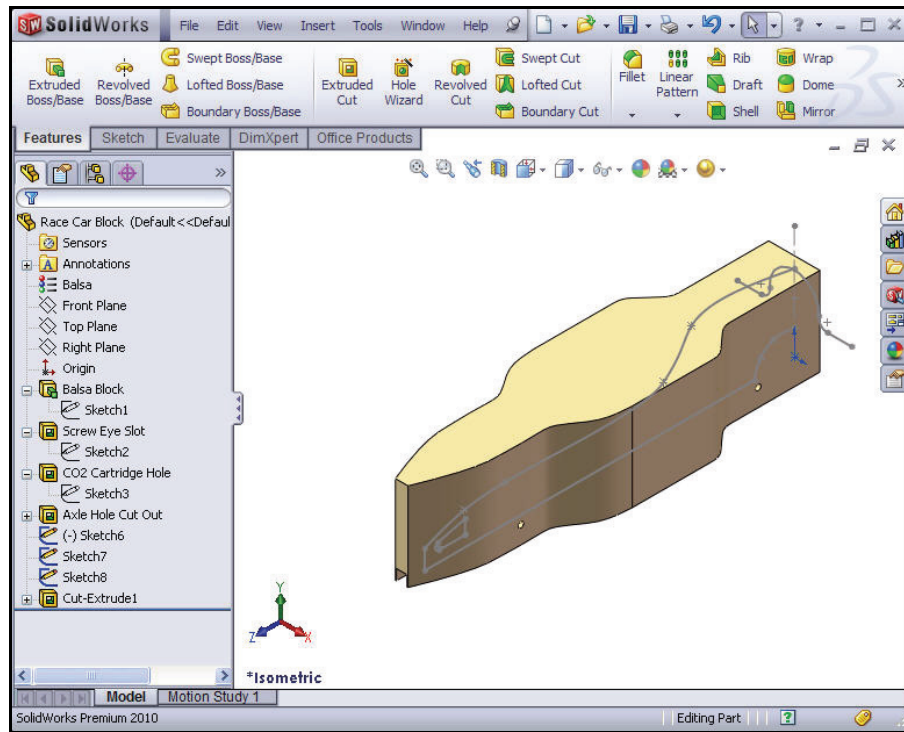 SolidWorks File Edit View Insert Tools Window Help
Extruded Boss/Base Revolved Boss/Base Swept Boss/Base Lofted Boss/Base Boundary Boss/Base Extruded Cut Hole Wizard Revolved Cut Swept Cut Lofted Cut Boundary Cut Fillet Linear Pattern Rib Draft Shell Wrap Dome Mirror
Features Sketch Evaluate DimXpert Office Products
Race Car Block (Default<<Defaul
Sensors
Annotations
Balsa
Front Plane
Top Plane
Right Plane
Origin
Balsa Block
Sketch1
Screw Eye Slot
Sketch2
CO2 Cartridge Hole
Sketch3
Axle Hole Cut Out
(-) Sketch6
Sketch7
Sketch8
Cut-Extrude1
Y
Z X
*Isometric
Model Motion Study 1
SolidWorks Premium 2010 Editing Part